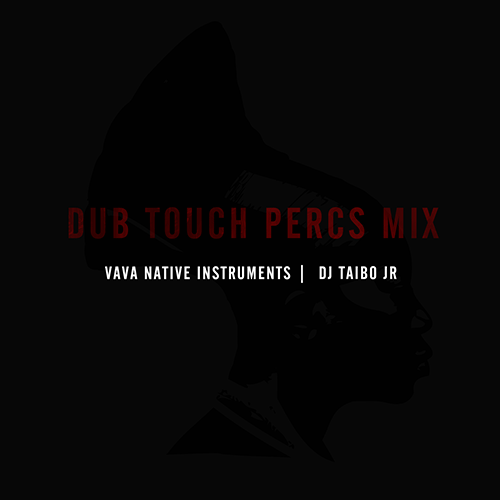 DUB TOUCH PERCS MIX
VAVA NATIVE INSTRUMENTS | DJ TAIBO JR